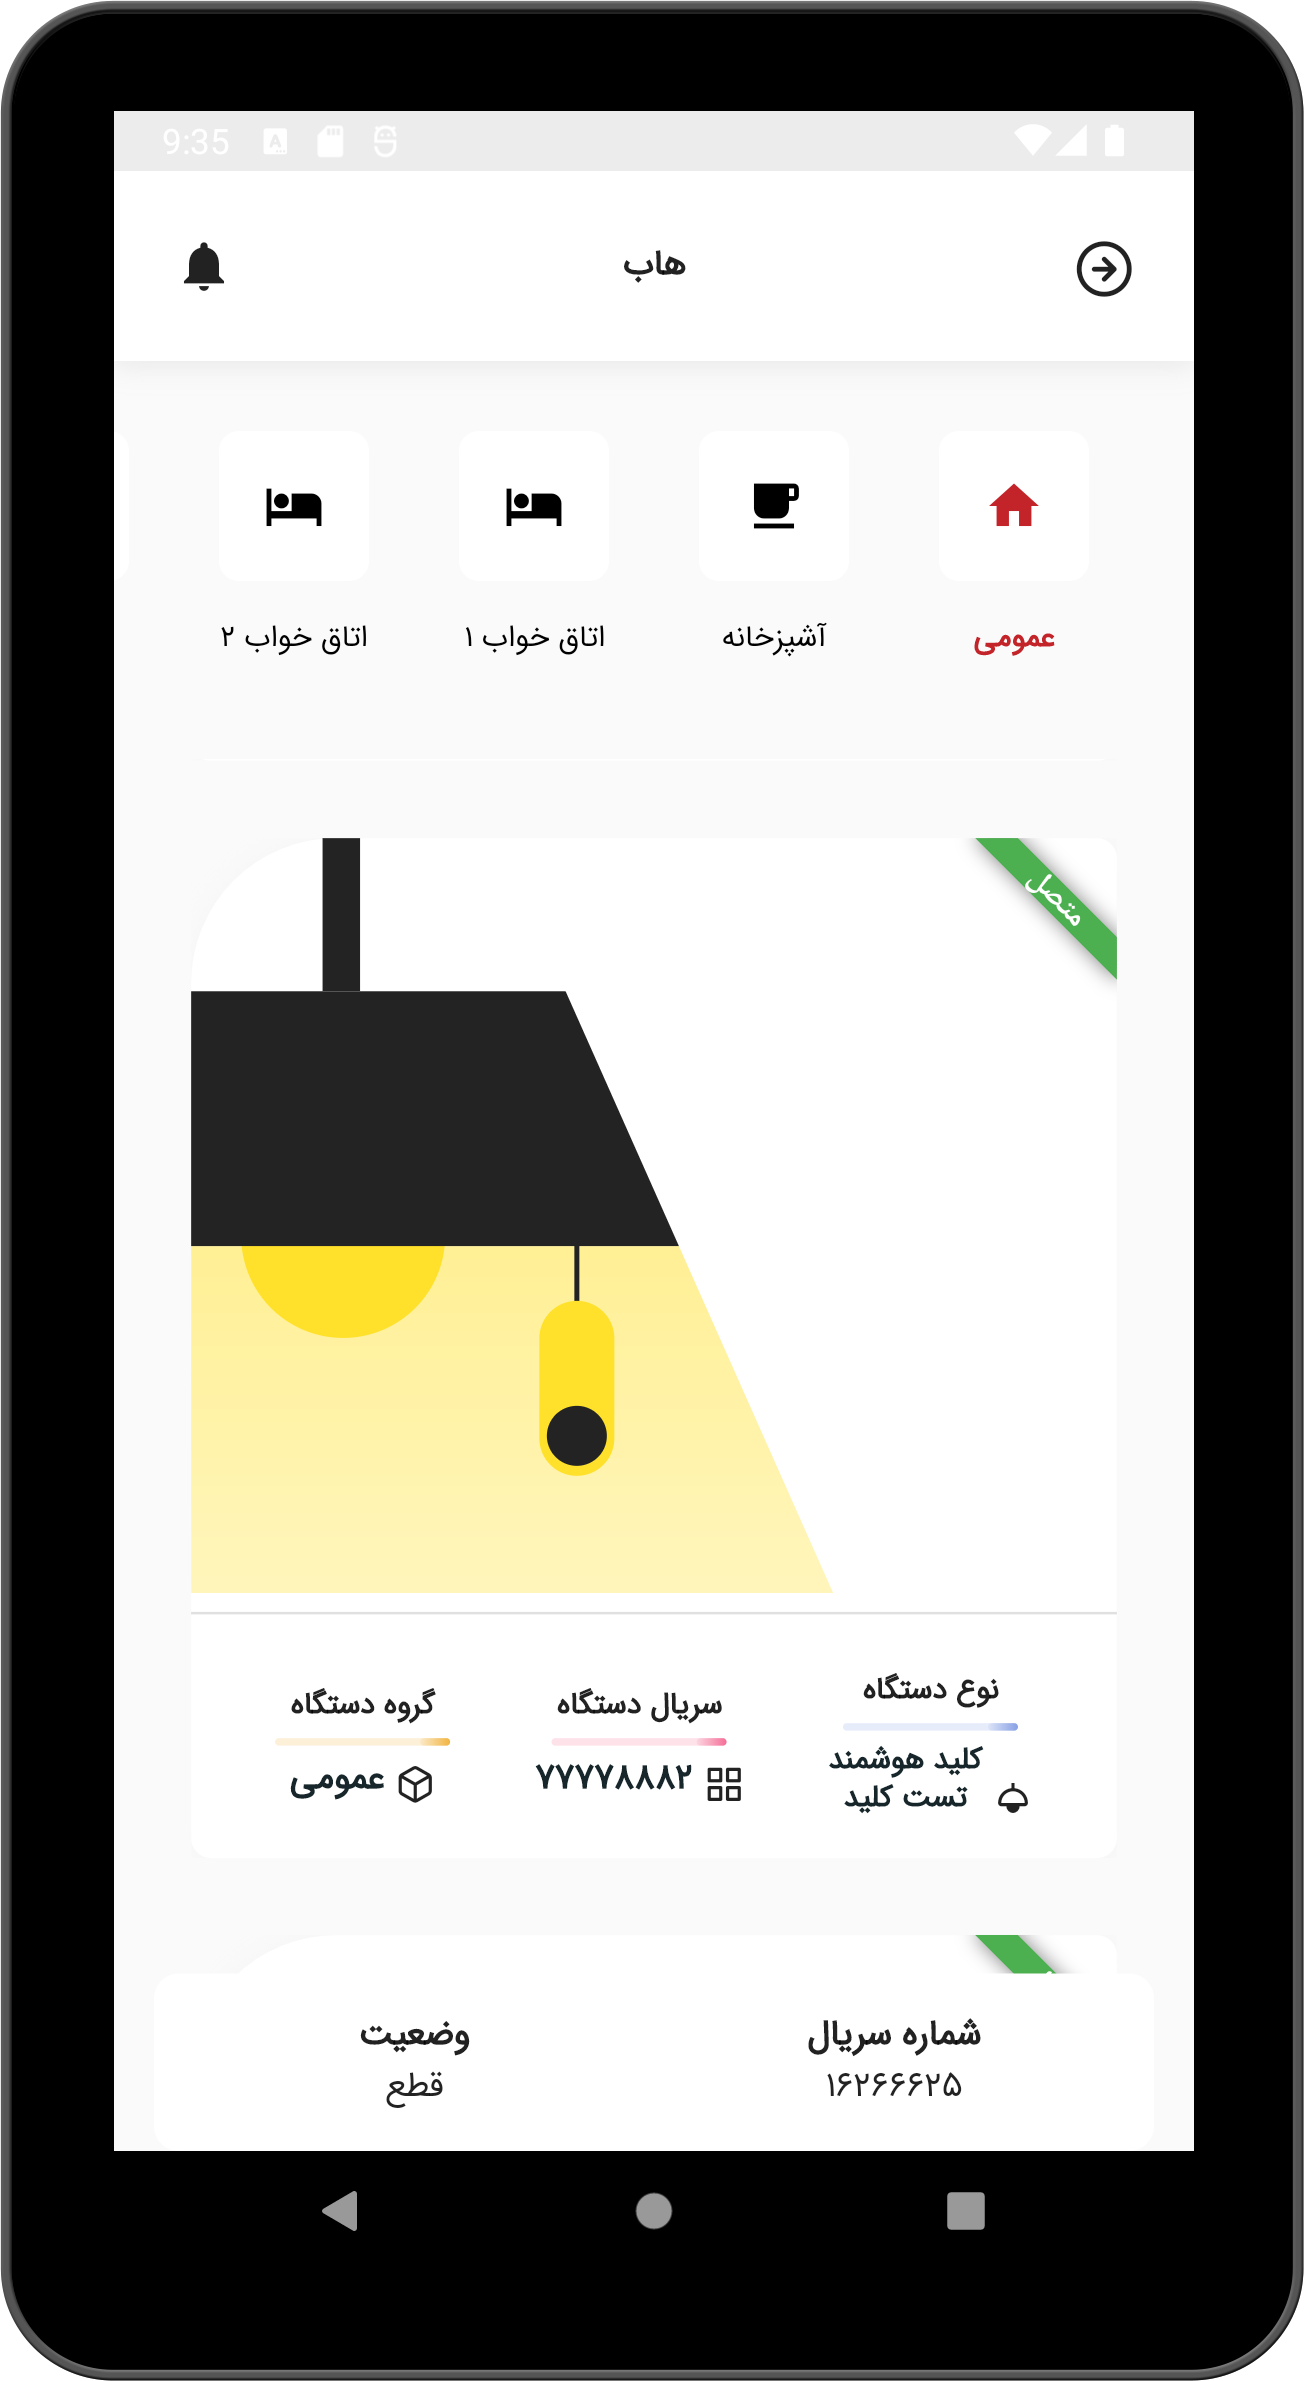 9:35
هاب
عمومی
آشپزخانه
اتاق خواب ۱
اتاق خواب ۲
متصل
نوع دستگاه
کلید هوشمند
تست کلید
سریال دستگاه
۷۷۷۷۸۸۸۲
گروه دستگاه
عمومی
شماره سریال
۱۶۲۶۶۶۲۵
وضعیت
قطع